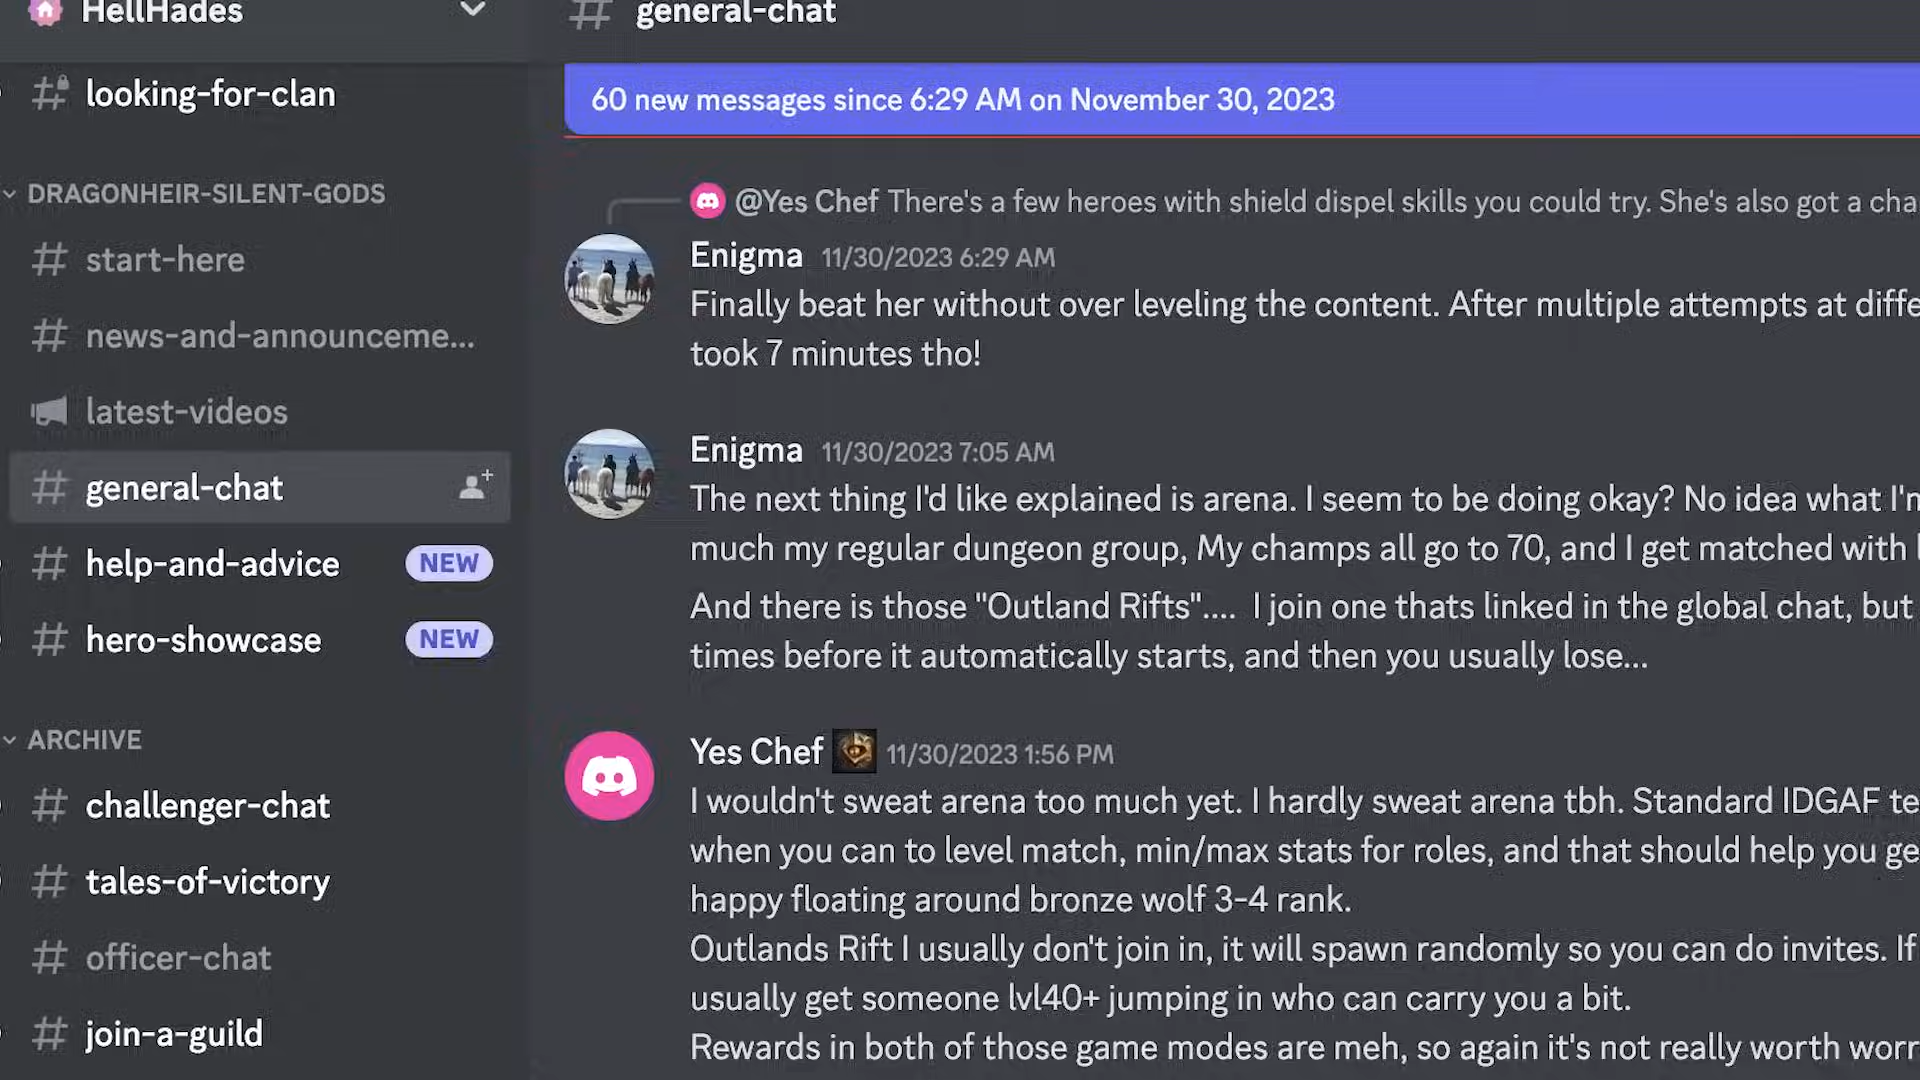 HellHades
looking-for-clan
DRAGONHEIR-SILENT-GODS
start-here
news-and-announceme...
latest-videos
general-chat
help-and-advice NEW
hero-showcase NEW
ARCHIVE
challenger-chat
tales-of-victory
officer-chat
join-a-guild
general-chat
60 new messages since 6:29 AM on November 30, 2023
@Yes Chef There's a few heroes with shield dispel skills you could try. She's also got a cha
Enigma 11/30/2023 6:29 AM
Finally beat her without over leveling the content. After multiple attempts at diffe
took 7 minutes tho!
Enigma 11/30/2023 7:05 AM
The next thing I'd like explained is arena. I seem to be doing okay? No idea what I'm
much my regular dungeon group, My champs all go to 70, and I get matched with
And there is those "Outland Rifts".... I join one thats linked in the global chat, but
times before it automatically starts, and then you usually lose...
Yes Chef 11/30/2023 1:56 PM
I wouldn't sweat arena too much yet. I hardly sweat arena tbh. Standard IDGAF te
when you can to level match, min/max stats for roles, and that should help you ge
happy floating around bronze wolf 3-4 rank.
Outlands Rift I usually don't join in, it will spawn randomly so you can do invites. If
usually get someone lvl40+ jumping in who can carry you a bit.
Rewards in both of those game modes are meh, so again it's not really worth worr